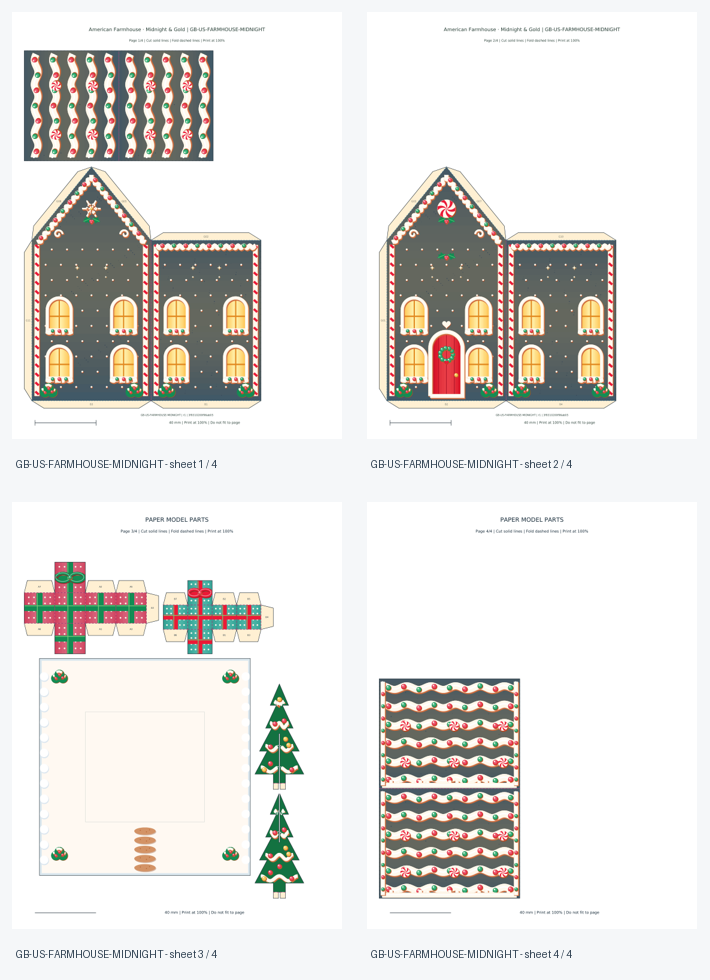 American Farmhouse · Midnight & Gold | GB-US-FARMHOUSE-MIDNIGHT
Page 1/4 | Cut solid lines | Fold dashed lines | Print at 100%
40 mm | Print at 100% | Do not fit to page
GB-US-FARMHOUSE-MIDNIGHT - sheet 1 / 4
American Farmhouse · Midnight & Gold | GB-US-FARMHOUSE-MIDNIGHT
Page 2/4 | Cut solid lines | Fold dashed lines | Print at 100%
40 mm | Print at 100% | Do not fit to page
GB-US-FARMHOUSE-MIDNIGHT - sheet 2 / 4
PAPER MODEL PARTS
Page 3/4 | Cut solid lines | Fold dashed lines | Print at 100%
40 mm | Print at 100% | Do not fit to page
GB-US-FARMHOUSE-MIDNIGHT - sheet 3 / 4
PAPER MODEL PARTS
Page 4/4 | Cut solid lines | Fold dashed lines | Print at 100%
40 mm | Print at 100% | Do not fit to page
GB-US-FARMHOUSE-MIDNIGHT - sheet 4 / 4